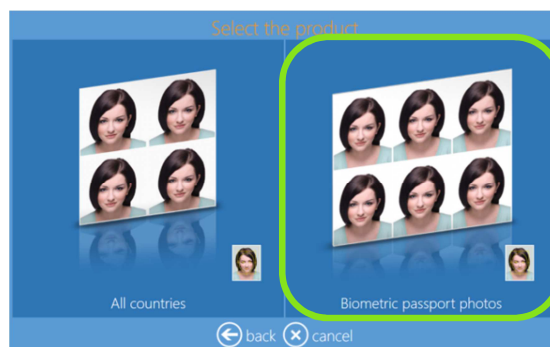 Select the product
All countries
Biometric passport photos
back cancel